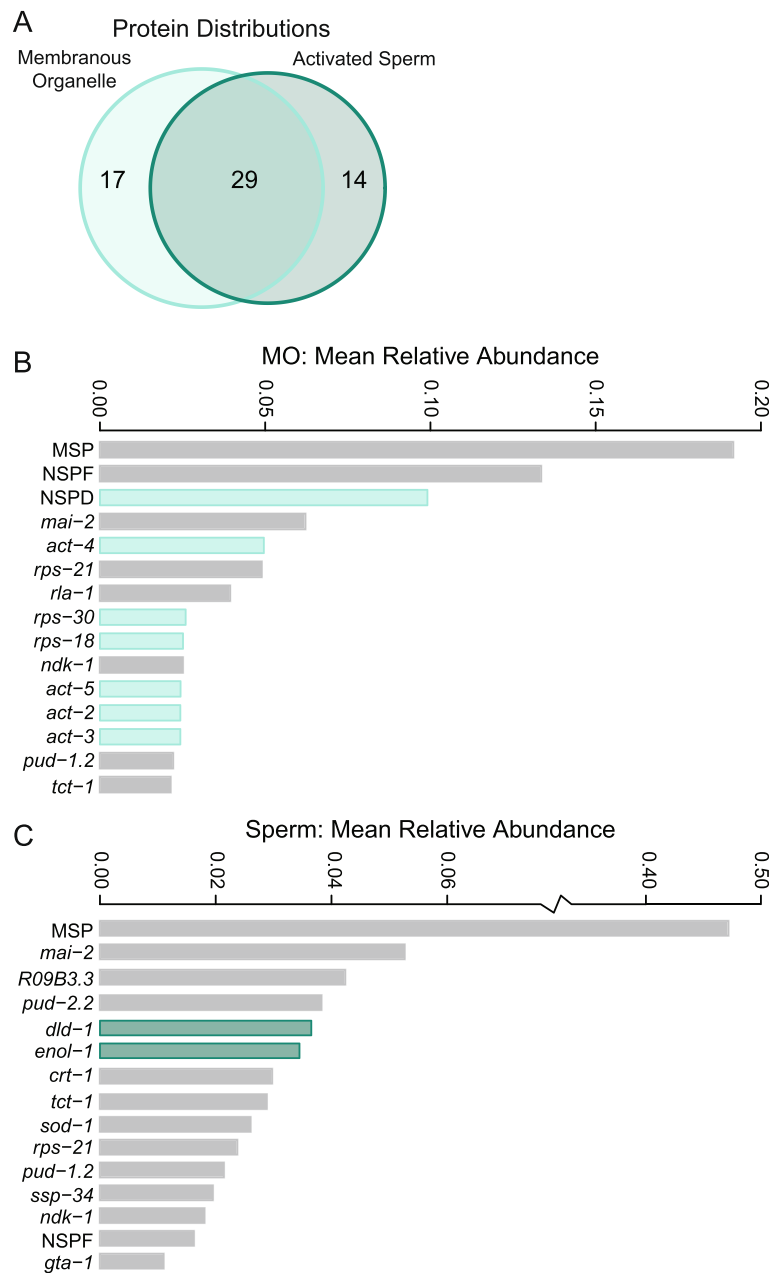 A
Protein Distributions
Membranous
Organelle
Activated Sperm
17
29
14
B
MO: Mean Relative Abundance
0.00
0.05
0.10
0.15
0.20
MSP
NSPF
NSPD
mai−2
act−4
rps−21
rla−1
rps−30
rps−18
ndk−1
act−5
act−2
act−3
pud−1.2
tct−1
C
Sperm: Mean Relative Abundance
0.00
0.02
0.04
0.06
0.40
0.50
MSP
mai−2
R09B3.3
pud−2.2
dld−1
enol−1
crt−1
tct−1
sod−1
rps−21
pud−1.2
ssp−34
ndk−1
NSPF
gta−1